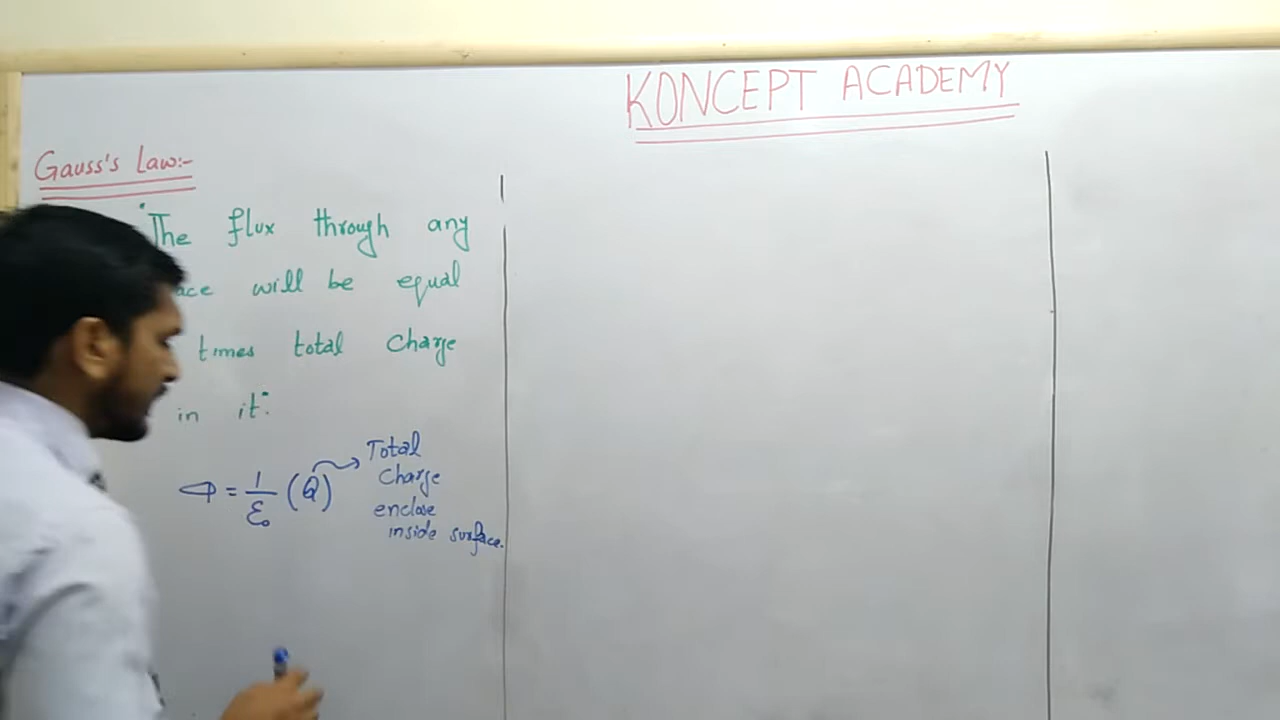 KONCEPT ACADEMY
Gauss's Law:-
"The flux through any
ace will be equal
times total charge
in it".
Φ = 1/ε₀ (Q) → Total
charge
enclose
inside surface.